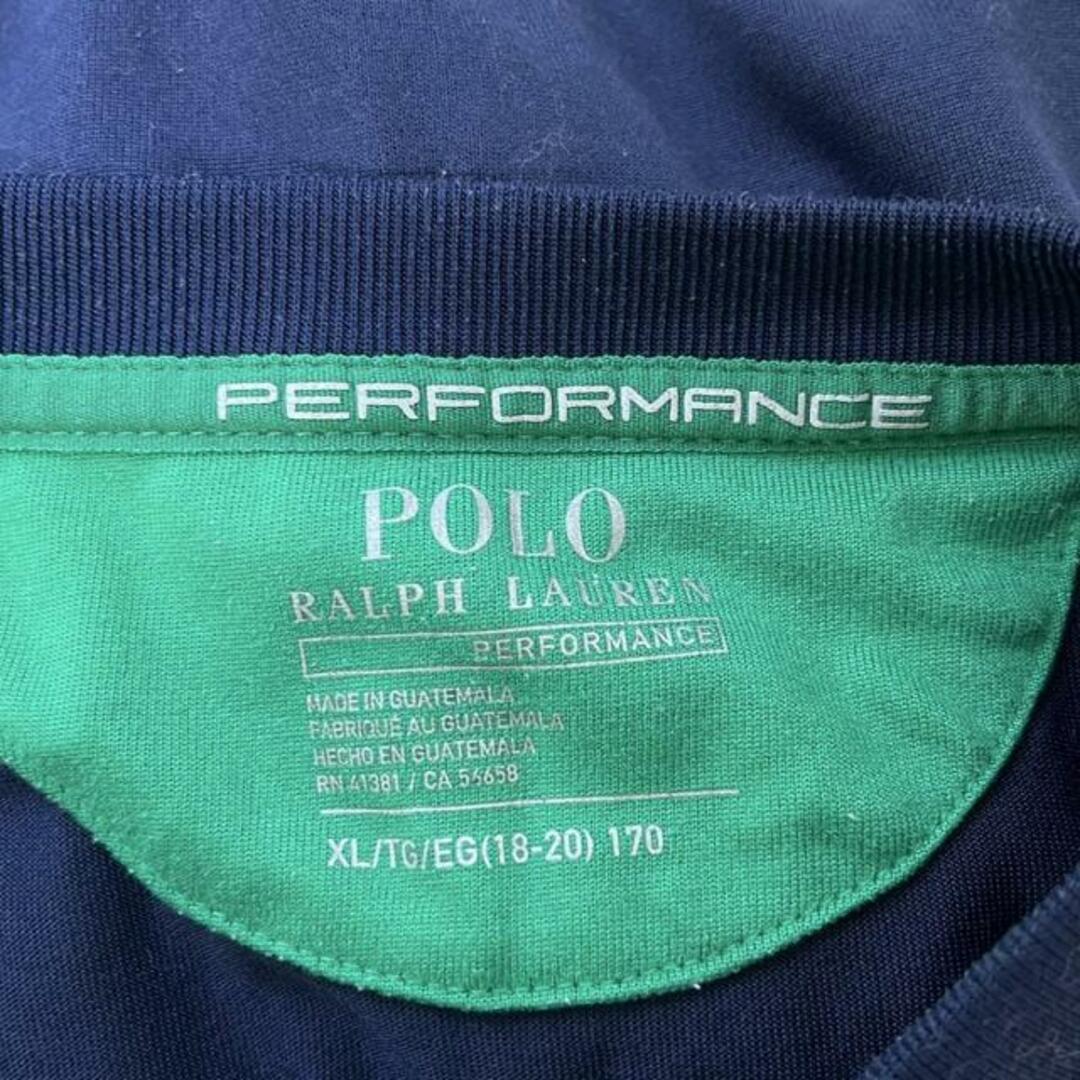 PERFORMANCE
POLO
RALPH LAUREN
PERFORMANCE
MADE IN GUATEMALA
FABRIQUÉ AU GUATEMALA
HECHO EN GUATEMALA
RN 41381 / CA 54658
XL/TG/EG(18-20) 170